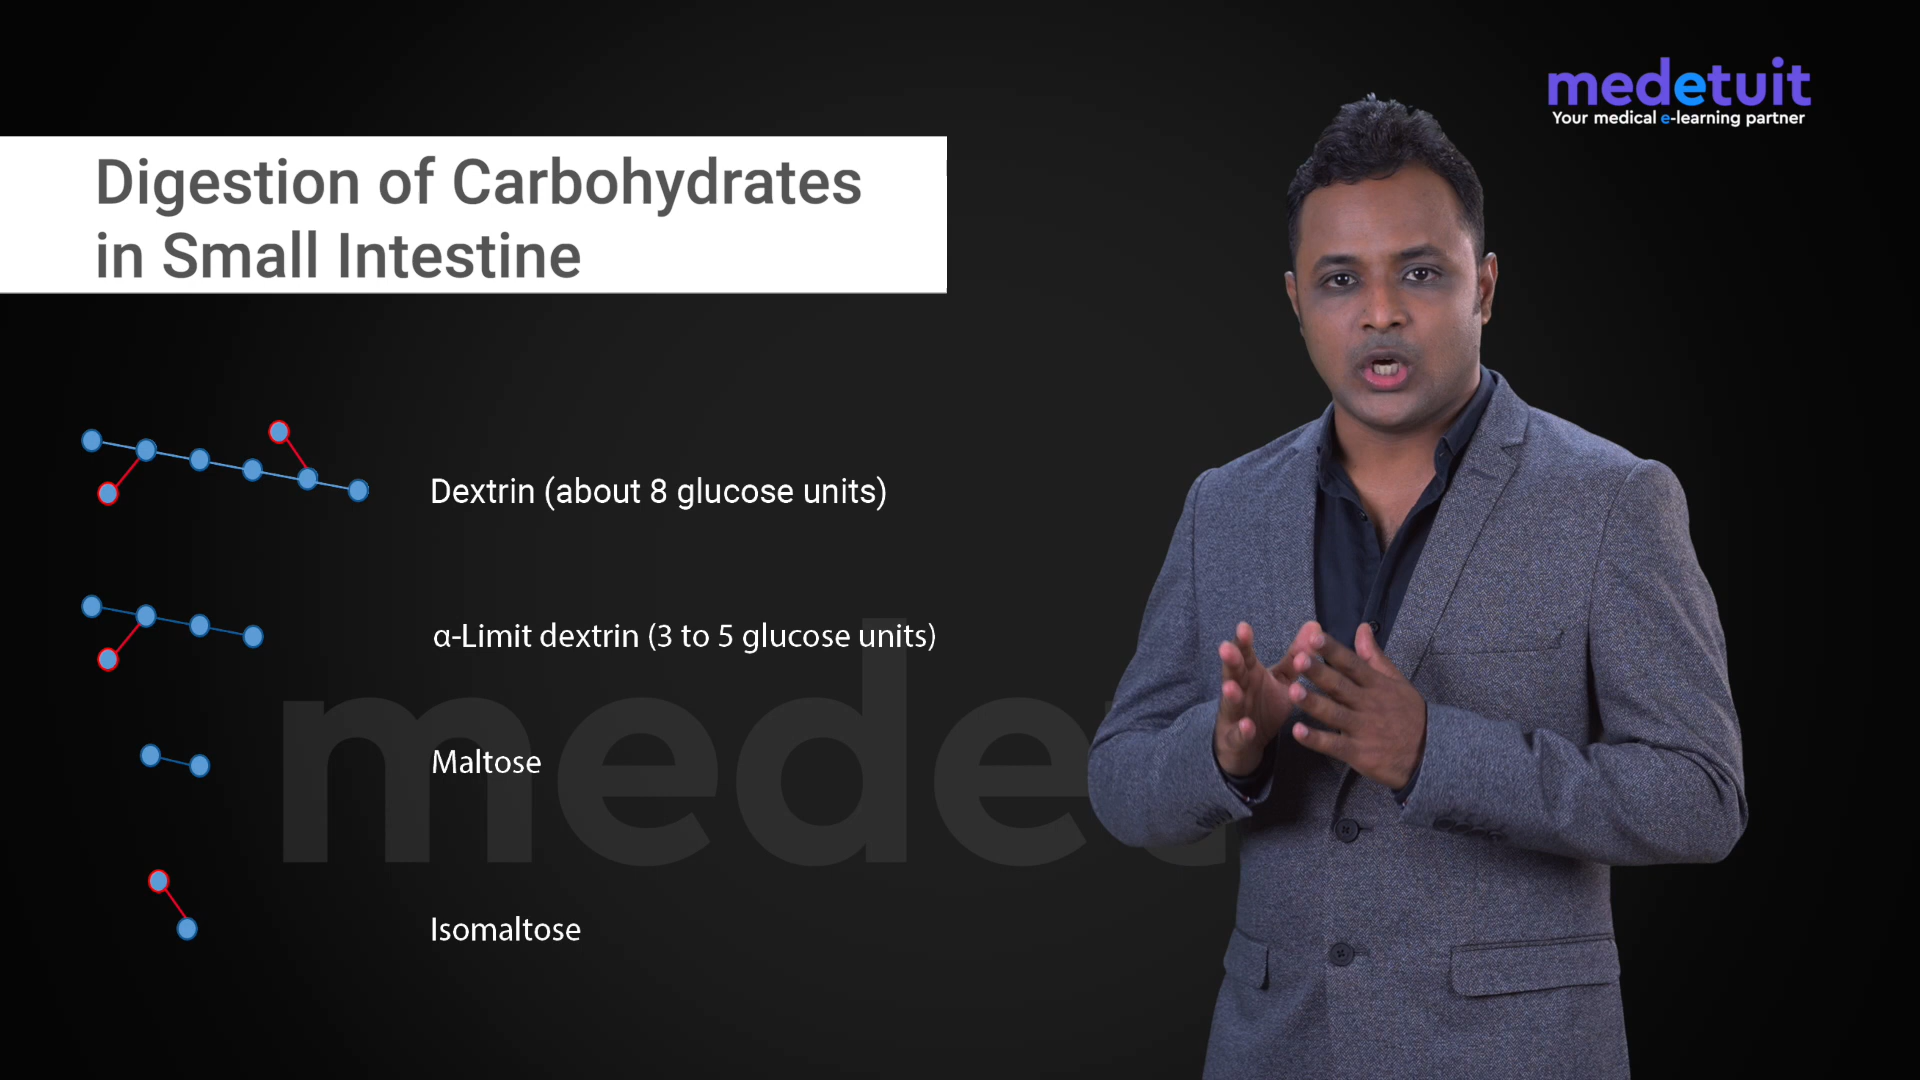 medetuit
Your medical e-learning partner
Digestion of Carbohydrates
in Small Intestine
Dextrin (about 8 glucose units)
α-Limit dextrin (3 to 5 glucose units)
Maltose
Isomaltose
medet